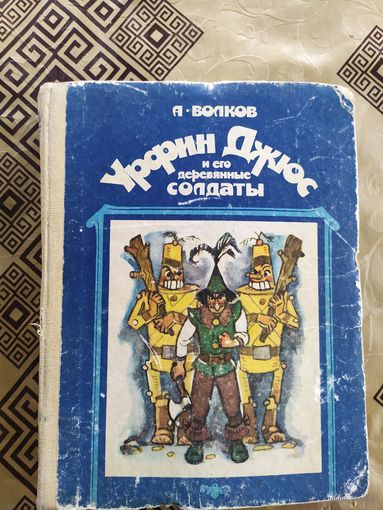 А · ВОЛКОВ
Урфин Джюс
и его
деревянные
солдаты